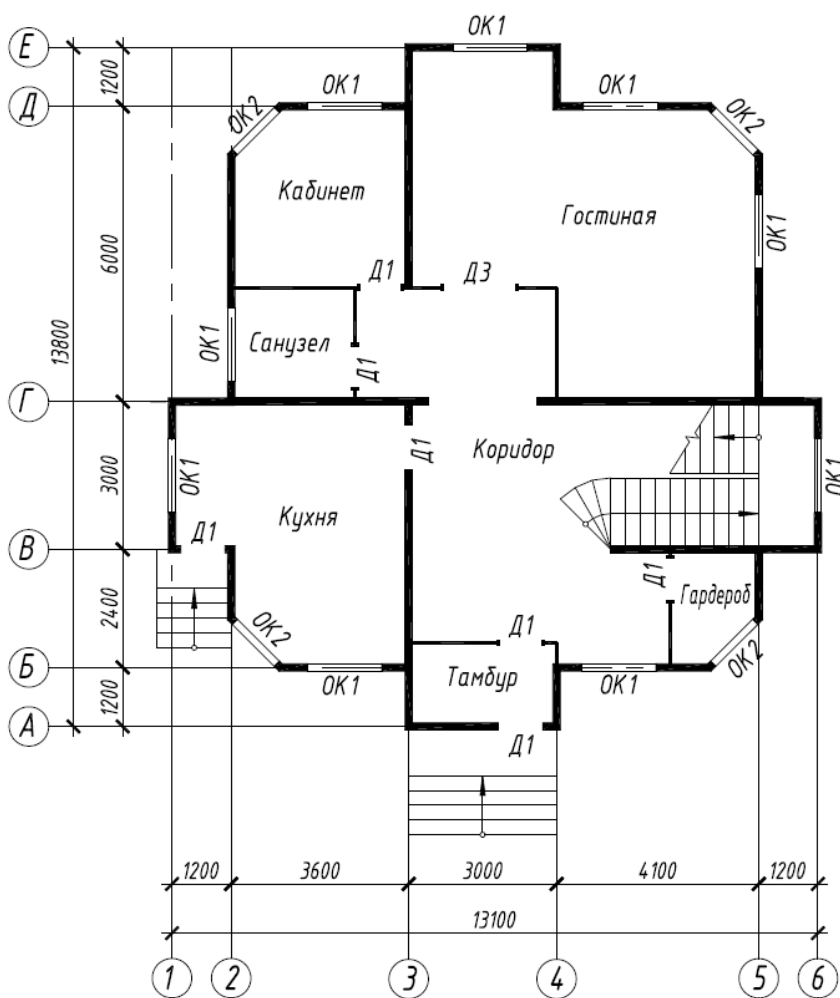 ОК1
Е
1200
ОК1
ОК1
Д
ОК2
ОК2
Кабинет
Гостиная
ОК1
6000
Д1
Д3
13800
ОК1
Санузел
Д1
Г
ОК1
Д1
Коридор
ОК1
3000
Кухня
Д1
В
Д1
Гардероб
2400
ОК2
Д1
ОК2
Б
ОК1
Тамбур
ОК1
1200
А
Д1
1200
3600
3000
4100
1200
13100
1
2
3
4
5
6